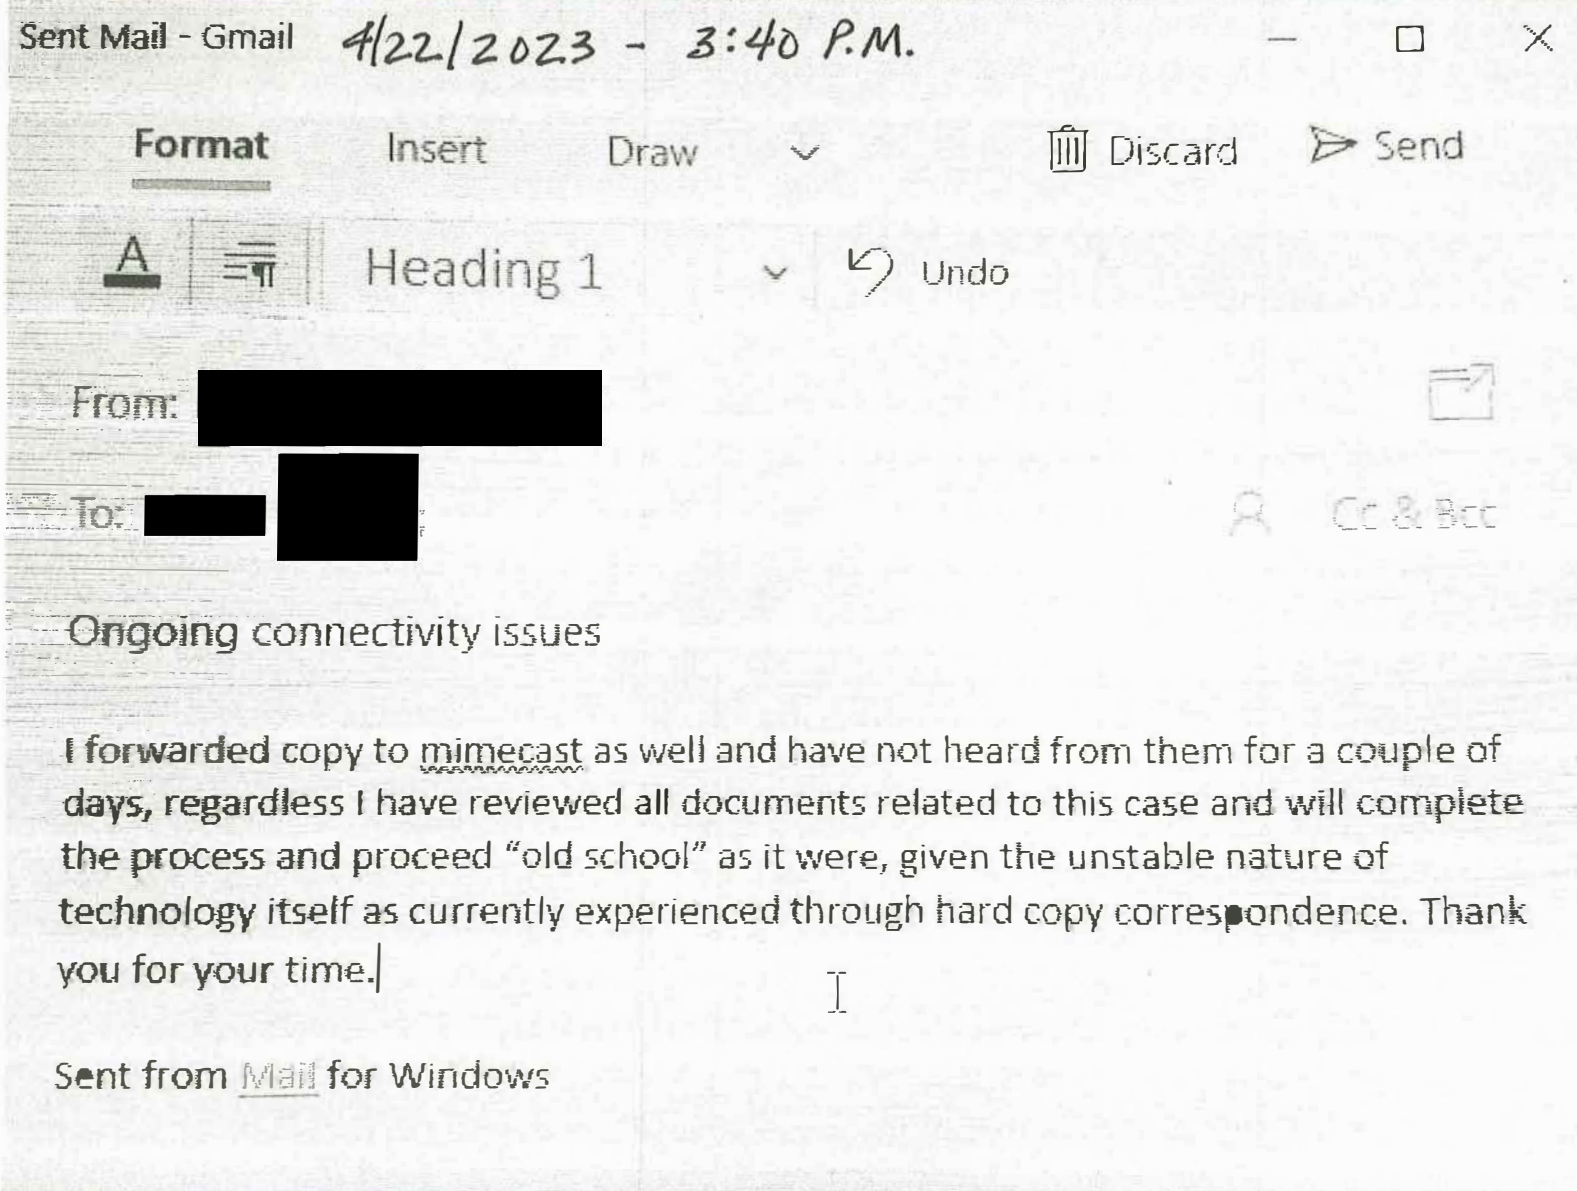 Sent Mail - Gmail 4/22/2023 - 3:40 P.M.
Format Insert Draw Discard Send
A Heading 1 Undo
From:
To: Cc & Bcc
Ongoing connectivity issues
I forwarded copy to mimecast as well and have not heard from them for a couple of
days, regardless I have reviewed all documents related to this case and will complete
the process and proceed “old school” as it were, given the unstable nature of
technology itself as currently experienced through hard copy correspondence. Thank
you for your time.
Sent from Mail for Windows